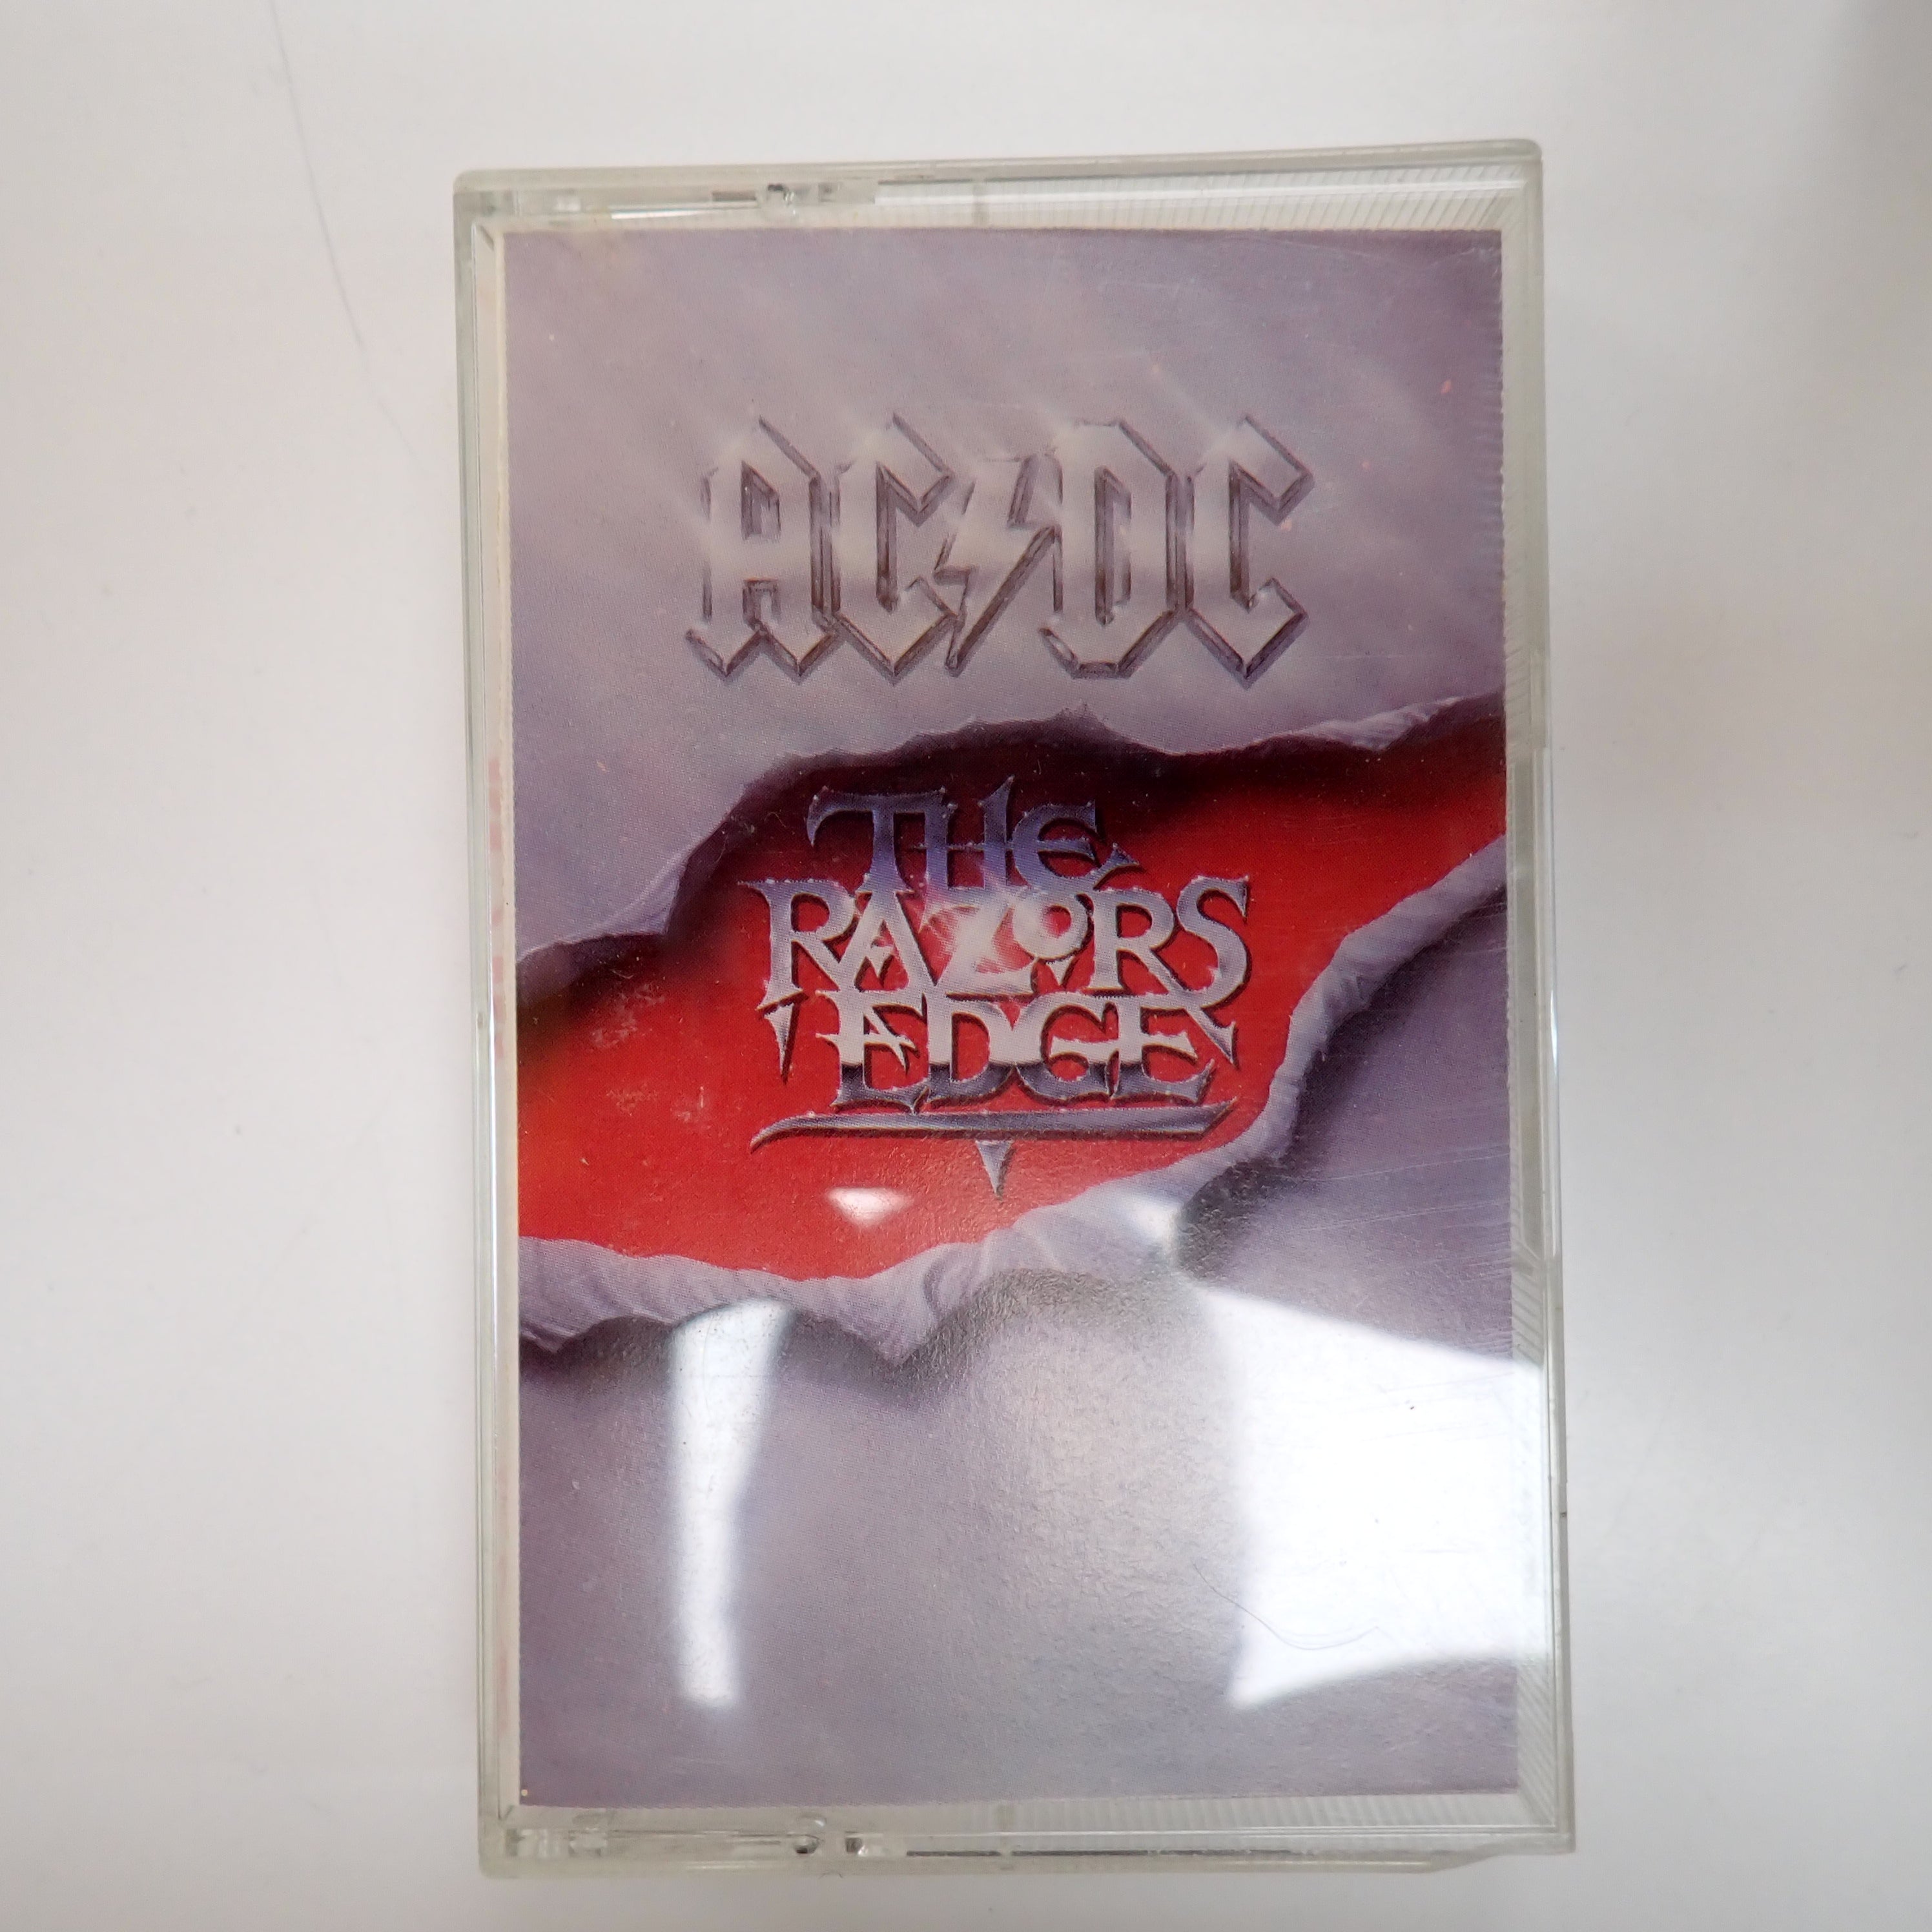 AC/DC
THE
RAZORS
EDGE